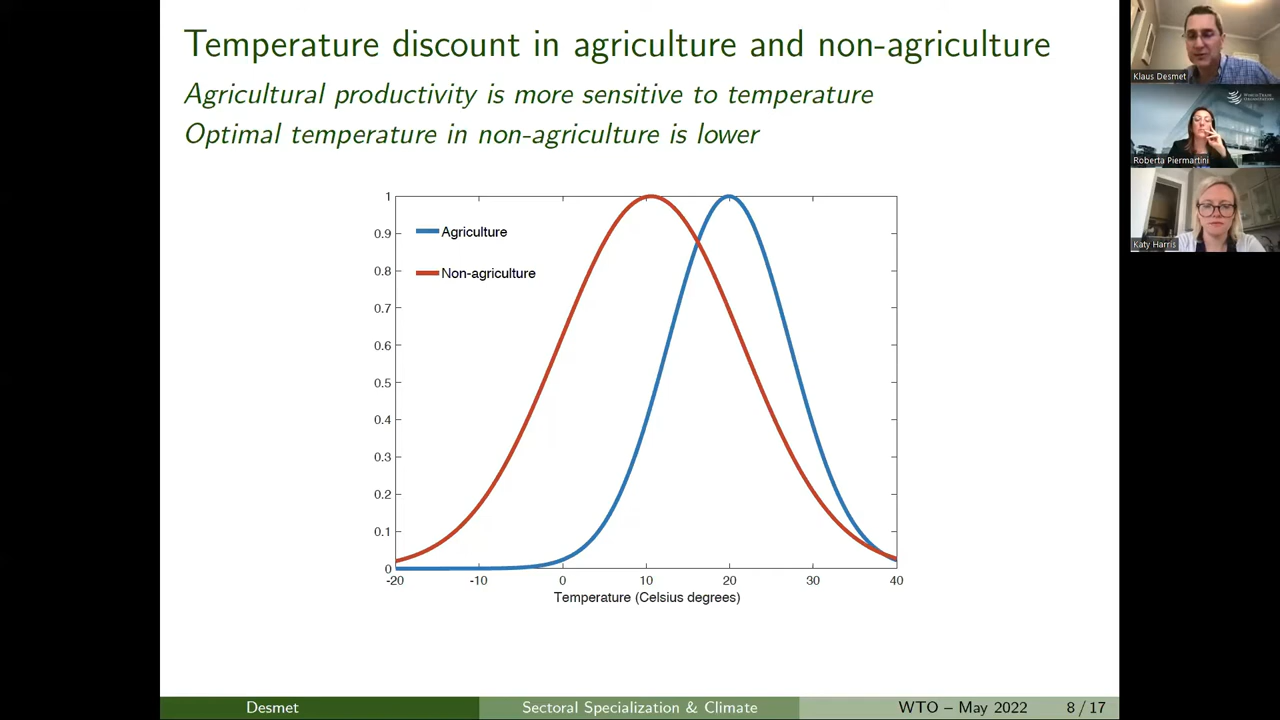 Temperature discount in agriculture and non-agriculture
Agricultural productivity is more sensitive to temperature
Optimal temperature in non-agriculture is lower
1
0.9
0.8
0.7
0.6
0.5
0.4
0.3
0.2
0.1
0
Agriculture
Non-agriculture
-20
-10
0
10
20
30
40
Temperature (Celsius degrees)
Desmet
Sectoral Specialization & Climate
WTO – May 2022
8 / 17
Klaus Desmet
Roberta Piermartini
Katy Harris